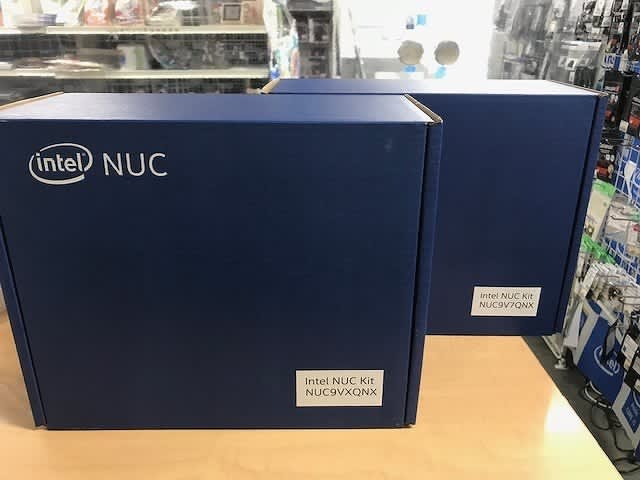 intel NUC
Intel NUC Kit
NUC9VXQNX
Intel NUC Kit
NUC9V7QNX